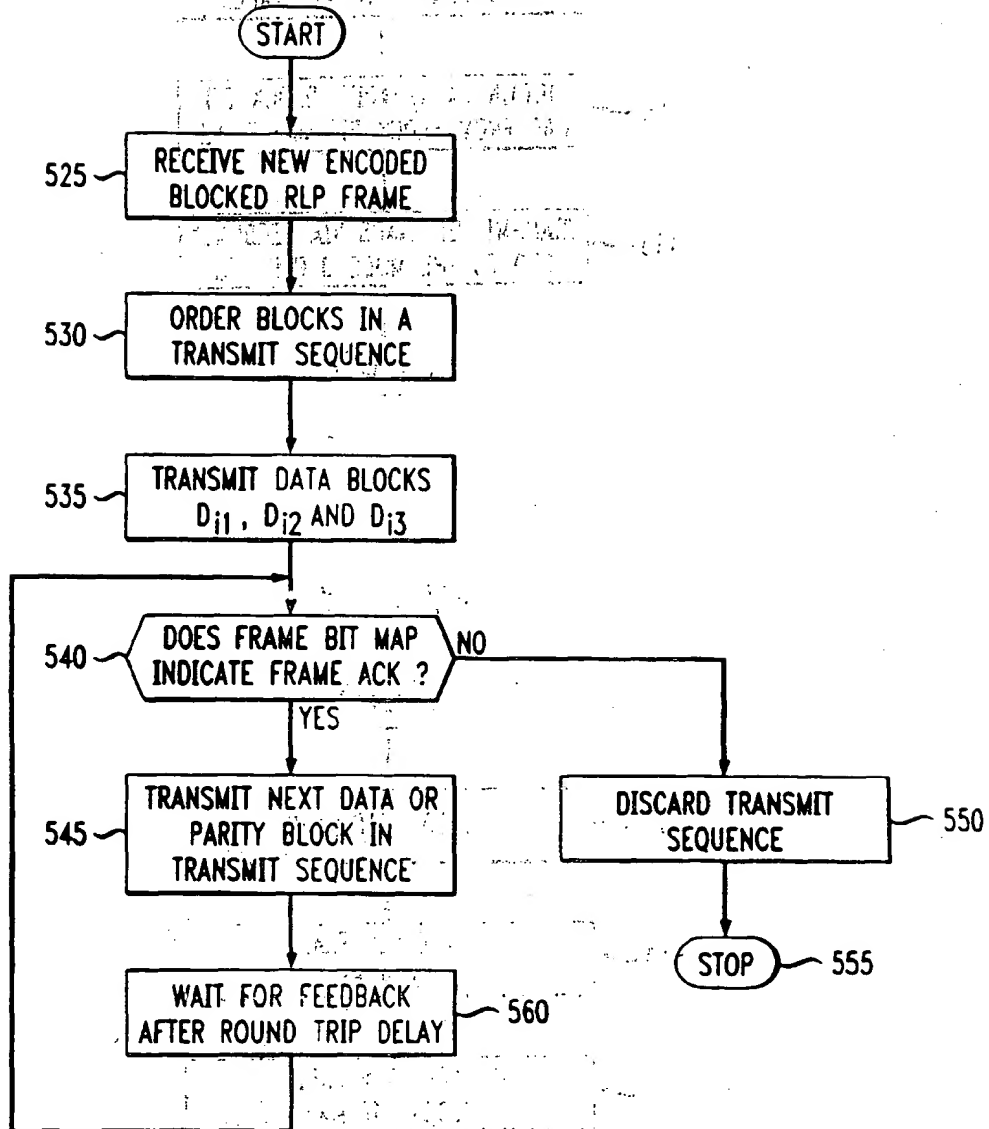 START
525
RECEIVE NEW ENCODED
BLOCKED RLP FRAME
530
ORDER BLOCKS IN A
TRANSMIT SEQUENCE
535
TRANSMIT DATA BLOCKS
Di1, Di2 AND Di3
540
DOES FRAME BIT MAP
INDICATE FRAME ACK ?
NO
YES
545
TRANSMIT NEXT DATA OR
PARITY BLOCK IN
TRANSMIT SEQUENCE
DISCARD TRANSMIT
SEQUENCE
550
STOP
555
WAIT FOR FEEDBACK
AFTER ROUND TRIP DELAY
560